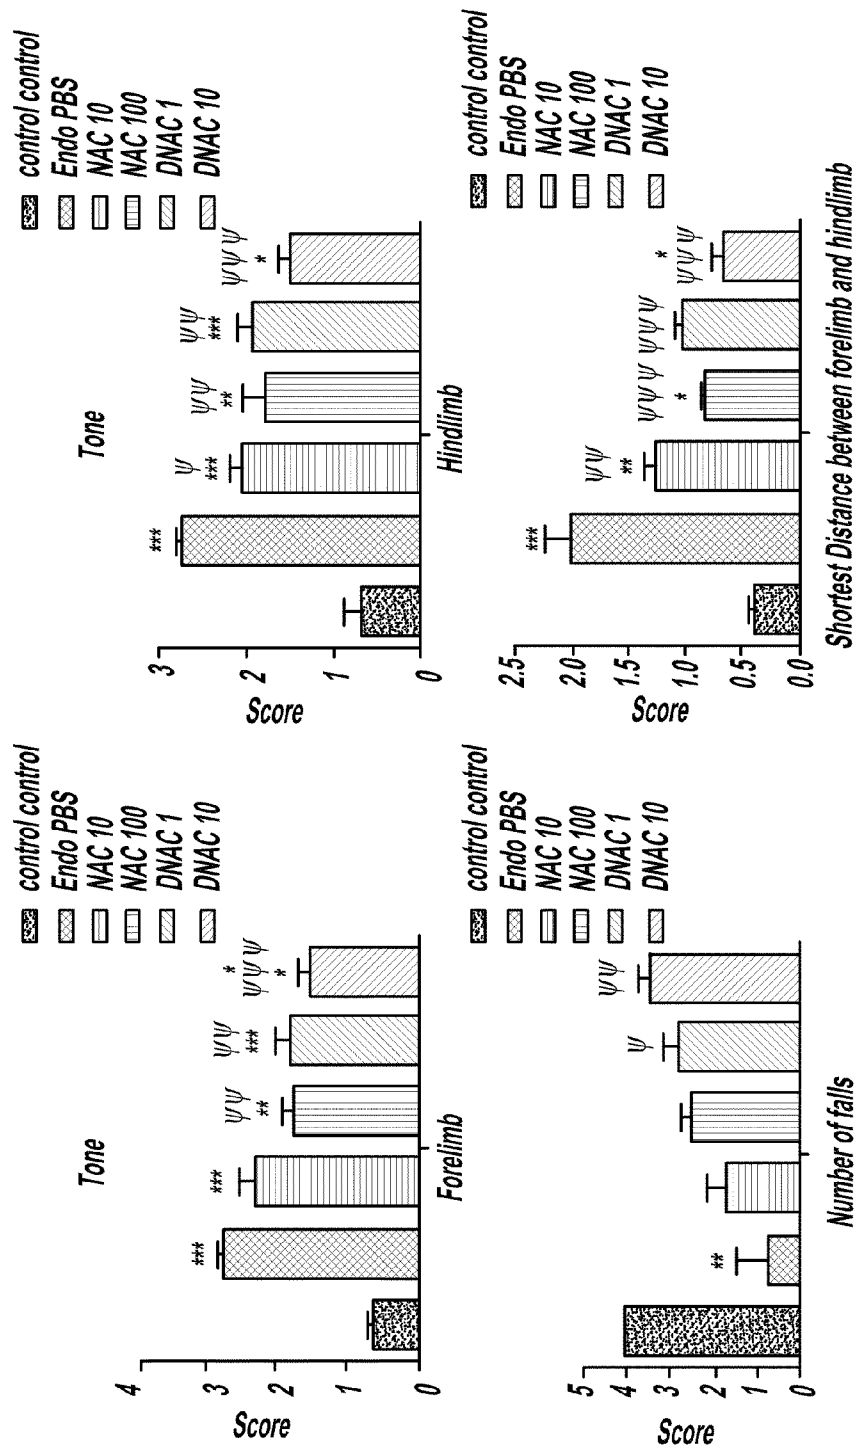 Tone
control control
Endo PBS
NAC 10
NAC 100
DNAC 1
DNAC 10
Score
4
3
2
1
0
***
***
ψψ
**
ψψ
***
*
ψψψ
*
Forelimb
Tone
control control
Endo PBS
NAC 10
NAC 100
DNAC 1
DNAC 10
Score
3
2
1
0
***
ψ
***
ψψ
**
ψψ
***
ψψψ
*
Hindlimb
control control
Endo PBS
NAC 10
NAC 100
DNAC 1
DNAC 10
Score
5
4
3
2
1
0
**
ψ
ψψ
Number of falls
control control
Endo PBS
NAC 10
NAC 100
DNAC 1
DNAC 10
Score
2.5
2.0
1.5
1.0
0.5
0.0
***
ψψ
**
ψψψ
*
ψψψ
*
ψψψ
Shortest Distance between forelimb and hindlimb